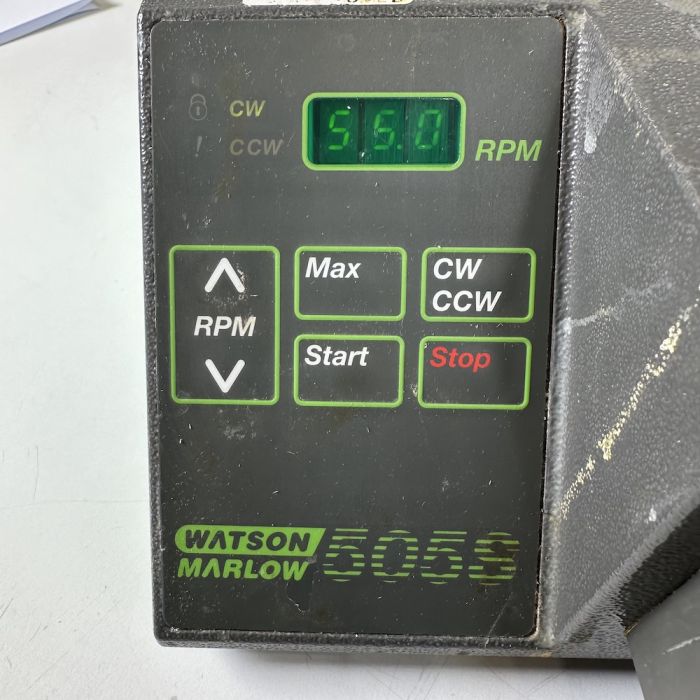 CW
CCW
56.0
RPM
Max
CW
CCW
RPM
Start
Stop
WATSON
MARLOW
505S